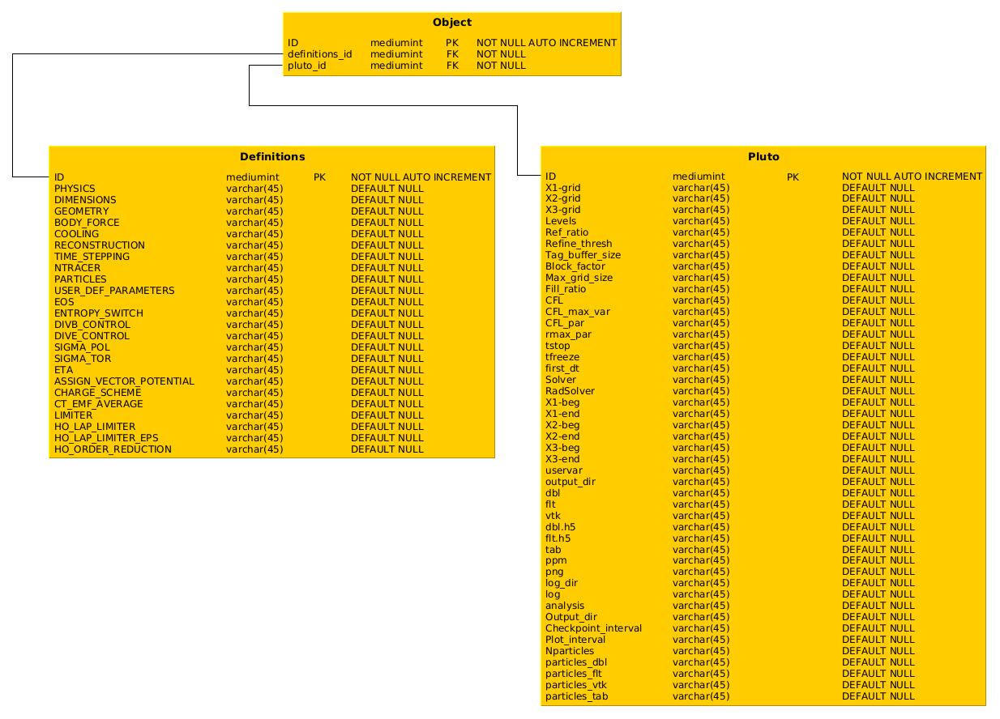 Object
ID mediumint PK NOT NULL AUTO INCREMENT
definitions_id mediumint FK NOT NULL
pluto_id mediumint FK NOT NULL
Definitions
ID mediumint PK NOT NULL AUTO INCREMENT
PHYSICS varchar(45) DEFAULT NULL
DIMENSIONS varchar(45) DEFAULT NULL
GEOMETRY varchar(45) DEFAULT NULL
BODY_FORCE varchar(45) DEFAULT NULL
COOLING varchar(45) DEFAULT NULL
RECONSTRUCTION varchar(45) DEFAULT NULL
TIME_STEPPING varchar(45) DEFAULT NULL
NTRACER varchar(45) DEFAULT NULL
PARTICLES varchar(45) DEFAULT NULL
USER_DEF_PARAMETERS varchar(45) DEFAULT NULL
EOS varchar(45) DEFAULT NULL
ENTROPY_SWITCH varchar(45) DEFAULT NULL
DIVB_CONTROL varchar(45) DEFAULT NULL
DIVE_CONTROL varchar(45) DEFAULT NULL
SIGMA_POL varchar(45) DEFAULT NULL
SIGMA_TOR varchar(45) DEFAULT NULL
ETA varchar(45) DEFAULT NULL
ASSIGN_VECTOR_POTENTIAL varchar(45) DEFAULT NULL
CHARGE_SCHEME varchar(45) DEFAULT NULL
CT_EMF_AVERAGE varchar(45) DEFAULT NULL
LIMITER varchar(45) DEFAULT NULL
HO_LAP_LIMITER varchar(45) DEFAULT NULL
HO_LAP_LIMITER_EPS varchar(45) DEFAULT NULL
HO_ORDER_REDUCTION varchar(45) DEFAULT NULL
Pluto
ID mediumint PK NOT NULL AUTO INCREMENT
X1-grid varchar(45) DEFAULT NULL
X2-grid varchar(45) DEFAULT NULL
X3-grid varchar(45) DEFAULT NULL
Levels varchar(45) DEFAULT NULL
Ref_ratio varchar(45) DEFAULT NULL
Refine_thresh varchar(45) DEFAULT NULL
Tag_buffer_size varchar(45) DEFAULT NULL
Block_factor varchar(45) DEFAULT NULL
Max_grid_size varchar(45) DEFAULT NULL
Fill_ratio varchar(45) DEFAULT NULL
CFL varchar(45) DEFAULT NULL
CFL_max_var varchar(45) DEFAULT NULL
CFL_par varchar(45) DEFAULT NULL
rmax_par varchar(45) DEFAULT NULL
tstop varchar(45) DEFAULT NULL
tfreeze varchar(45) DEFAULT NULL
first_dt varchar(45) DEFAULT NULL
Solver varchar(45) DEFAULT NULL
RadSolver varchar(45) DEFAULT NULL
X1-beg varchar(45) DEFAULT NULL
X1-end varchar(45) DEFAULT NULL
X2-beg varchar(45) DEFAULT NULL
X2-end varchar(45) DEFAULT NULL
X3-beg varchar(45) DEFAULT NULL
X3-end varchar(45) DEFAULT NULL
uservar varchar(45) DEFAULT NULL
output_dir varchar(45) DEFAULT NULL
dbl varchar(45) DEFAULT NULL
flt varchar(45) DEFAULT NULL
vtk varchar(45) DEFAULT NULL
dbl.h5 varchar(45) DEFAULT NULL
flt.h5 varchar(45) DEFAULT NULL
tab varchar(45) DEFAULT NULL
ppm varchar(45) DEFAULT NULL
png varchar(45) DEFAULT NULL
log_dir varchar(45) DEFAULT NULL
log varchar(45) DEFAULT NULL
analysis varchar(45) DEFAULT NULL
Output_dir varchar(45) DEFAULT NULL
Checkpoint_interval varchar(45) DEFAULT NULL
Plot_interval varchar(45) DEFAULT NULL
Nparticles varchar(45) DEFAULT NULL
particles_dbl varchar(45) DEFAULT NULL
particles_flt varchar(45) DEFAULT NULL
particles_vtk varchar(45) DEFAULT NULL
particles_tab varchar(45) DEFAULT NULL